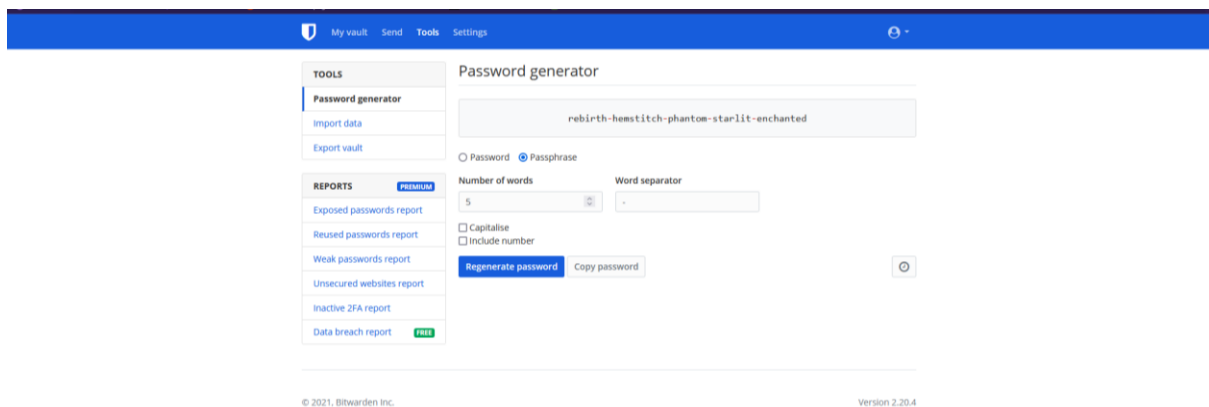 My vault Send Tools Settings
TOOLS
Password generator
Import data
Export vault
REPORTS PREMIUM
Exposed passwords report
Reused passwords report
Weak passwords report
Unsecured websites report
Inactive 2FA report
Data breach report FREE
Password generator
rebirth-hemstitch-phantom-starlit-enchanted
Password Passphrase
Number of words Word separator
5 -
Capitalise
Include number
Regenerate password Copy password
© 2021, Bitwarden Inc. Version 2.20.4